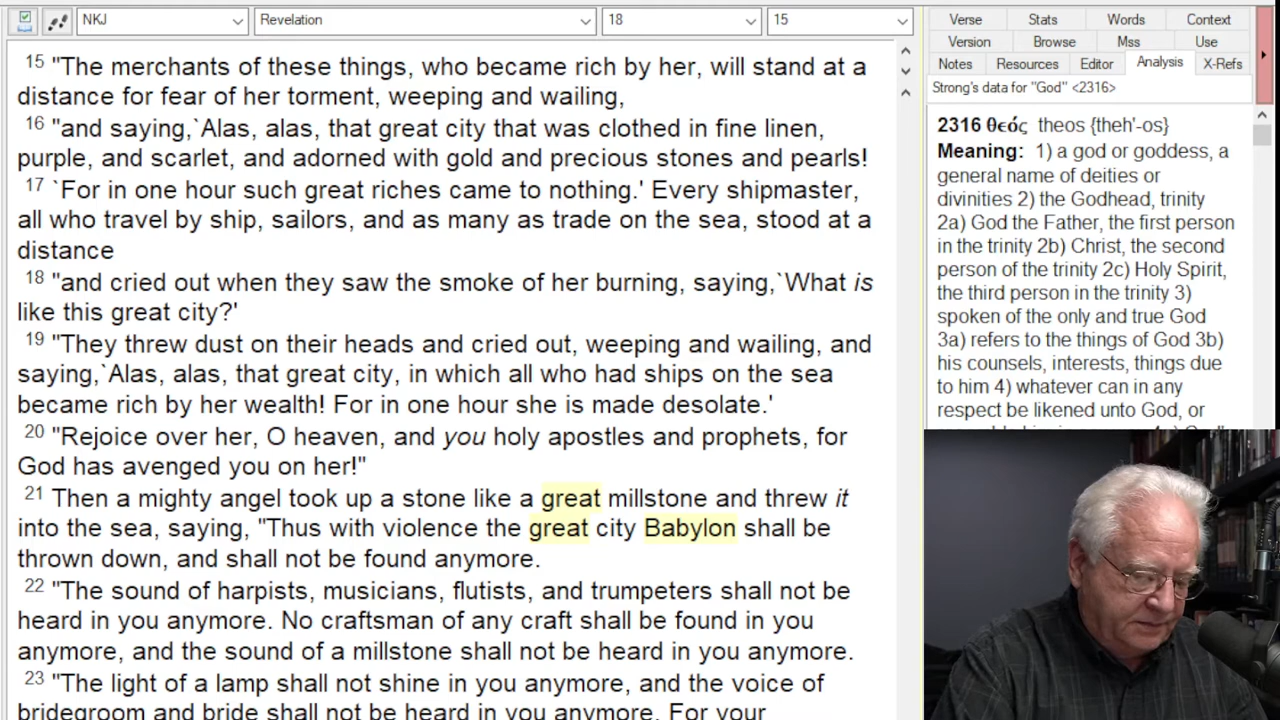 NKJ Revelation 18 15
15 "The merchants of these things, who became rich by her, will stand at a
distance for fear of her torment, weeping and wailing,
16 "and saying,`Alas, alas, that great city that was clothed in fine linen,
purple, and scarlet, and adorned with gold and precious stones and pearls!
17 `For in one hour such great riches came to nothing.' Every shipmaster,
all who travel by ship, sailors, and as many as trade on the sea, stood at a
distance
18 "and cried out when they saw the smoke of her burning, saying,`What is
like this great city?'
19 "They threw dust on their heads and cried out, weeping and wailing, and
saying,`Alas, alas, that great city, in which all who had ships on the sea
became rich by her wealth! For in one hour she is made desolate.'
20 "Rejoice over her, O heaven, and you holy apostles and prophets, for
God has avenged you on her!"
21 Then a mighty angel took up a stone like a great millstone and threw it
into the sea, saying, "Thus with violence the great city Babylon shall be
thrown down, and shall not be found anymore.
22 "The sound of harpists, musicians, flutists, and trumpeters shall not be
heard in you anymore. No craftsman of any craft shall be found in you
anymore, and the sound of a millstone shall not be heard in you anymore.
23 "The light of a lamp shall not shine in you anymore, and the voice of
bridegroom and bride shall not be heard in you anymore. For your
Verse Stats Words Context
Version Browse Mss Use
Notes Resources Editor Analysis X-Refs
Strong's data for "God" <2316>
2316 θεός theos {theh'-os}
Meaning: 1) a god or goddess, a
general name of deities or
divinities 2) the Godhead, trinity
2a) God the Father, the first person
in the trinity 2b) Christ, the second
person of the trinity 2c) Holy Spirit,
the third person in the trinity 3)
spoken of the only and true God
3a) refers to the things of God 3b)
his counsels, interests, things due
to him 4) whatever can in any
respect be likened unto God, or